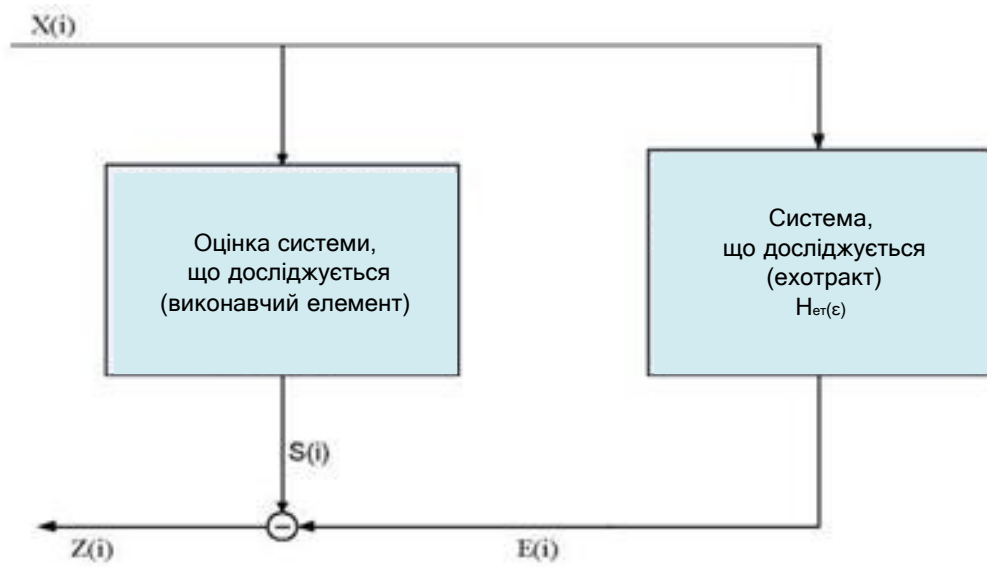 X(i)
Оцінка системи,
що досліджується
(виконавчий елемент)
Система,
що досліджується
(ехотракт)
Hет(ε)
S(i)
Z(i)
E(i)